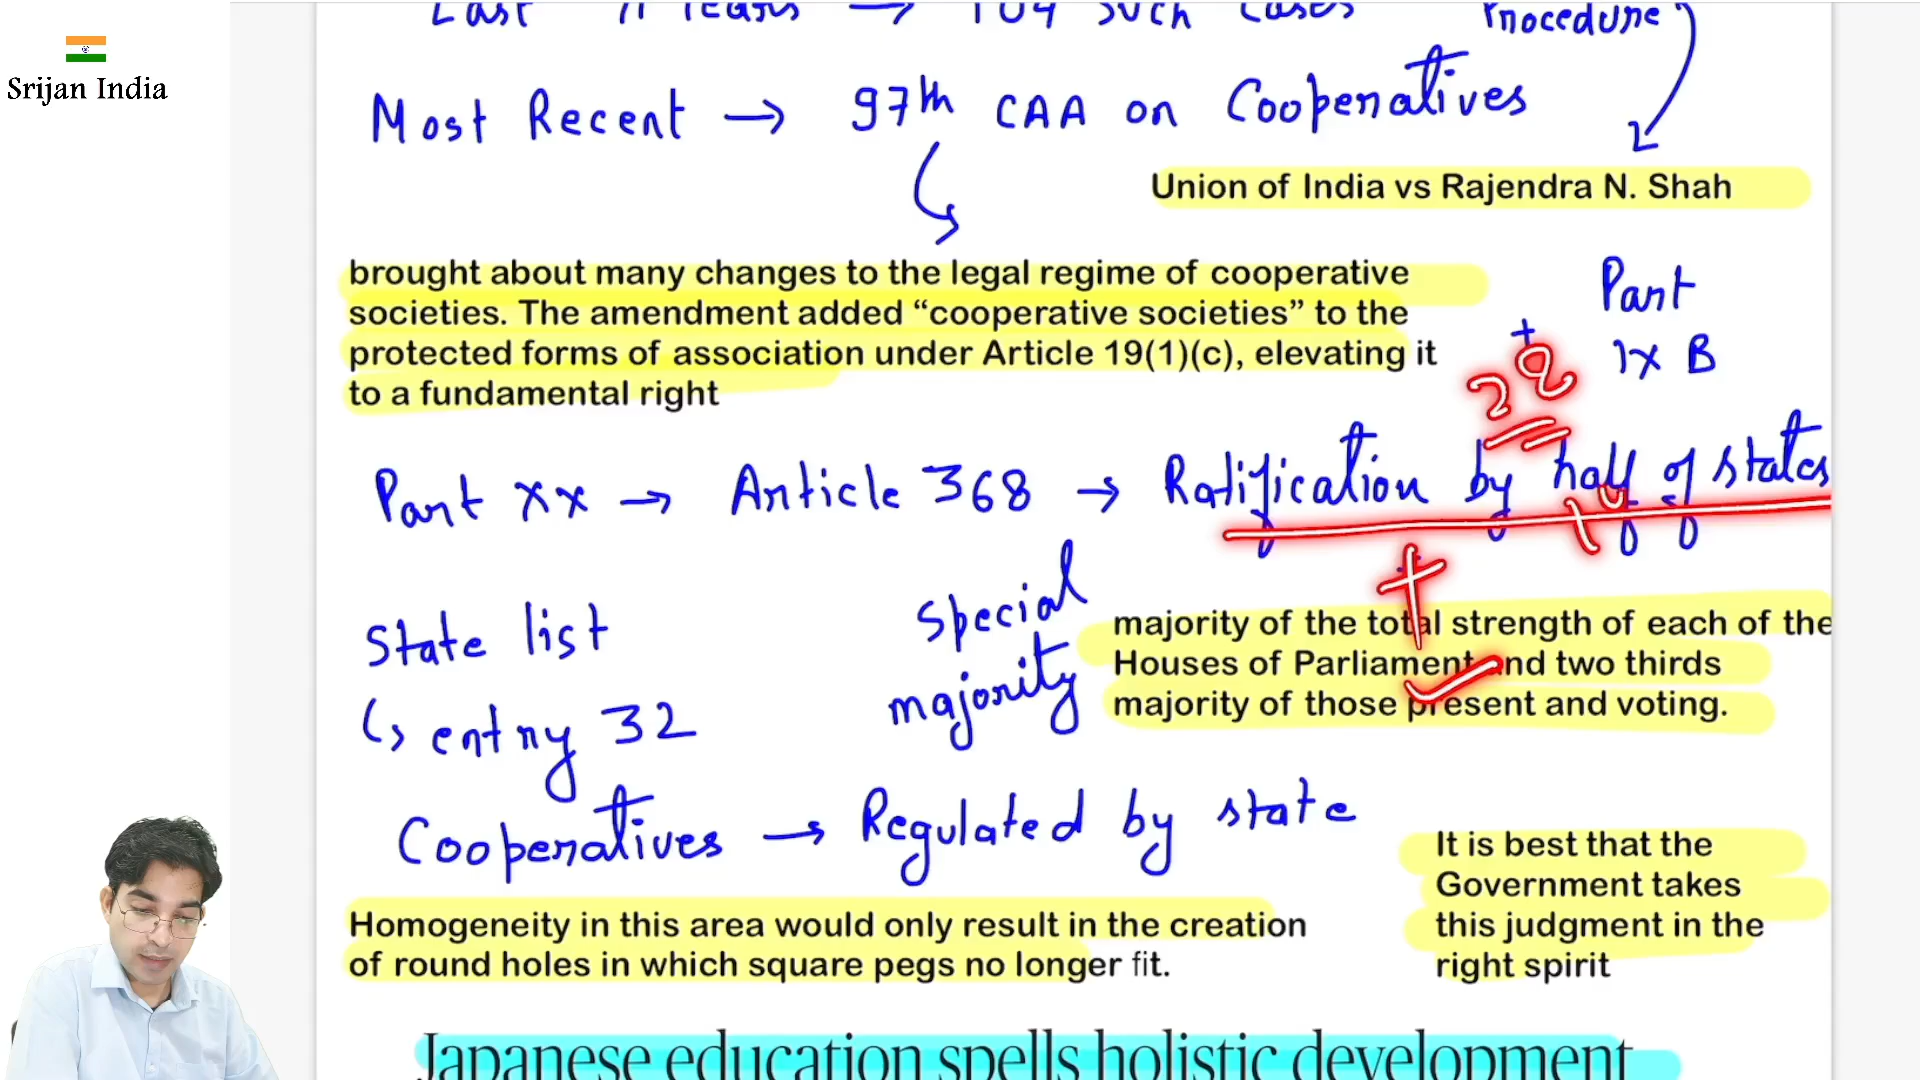 Procedure
Srijan India
Most Recent → 97th CAA on Cooperatives
Union of India vs Rajendra N. Shah
brought about many changes to the legal regime of cooperative
societies. The amendment added “cooperative societies” to the
protected forms of association under Article 19(1)(c), elevating it
to a fundamental right
+
Part
IX B
28
Part XX → Article 368 → Ratification by half of states
14
+
State list
↳ entry 32
Special
majority
majority of the total strength of each of the
Houses of Parliament and two thirds
majority of those present and voting.
Cooperatives → Regulated by state
It is best that the
Government takes
this judgment in the
right spirit
Homogeneity in this area would only result in the creation
of round holes in which square pegs no longer fit.
Japanese education spells holistic development